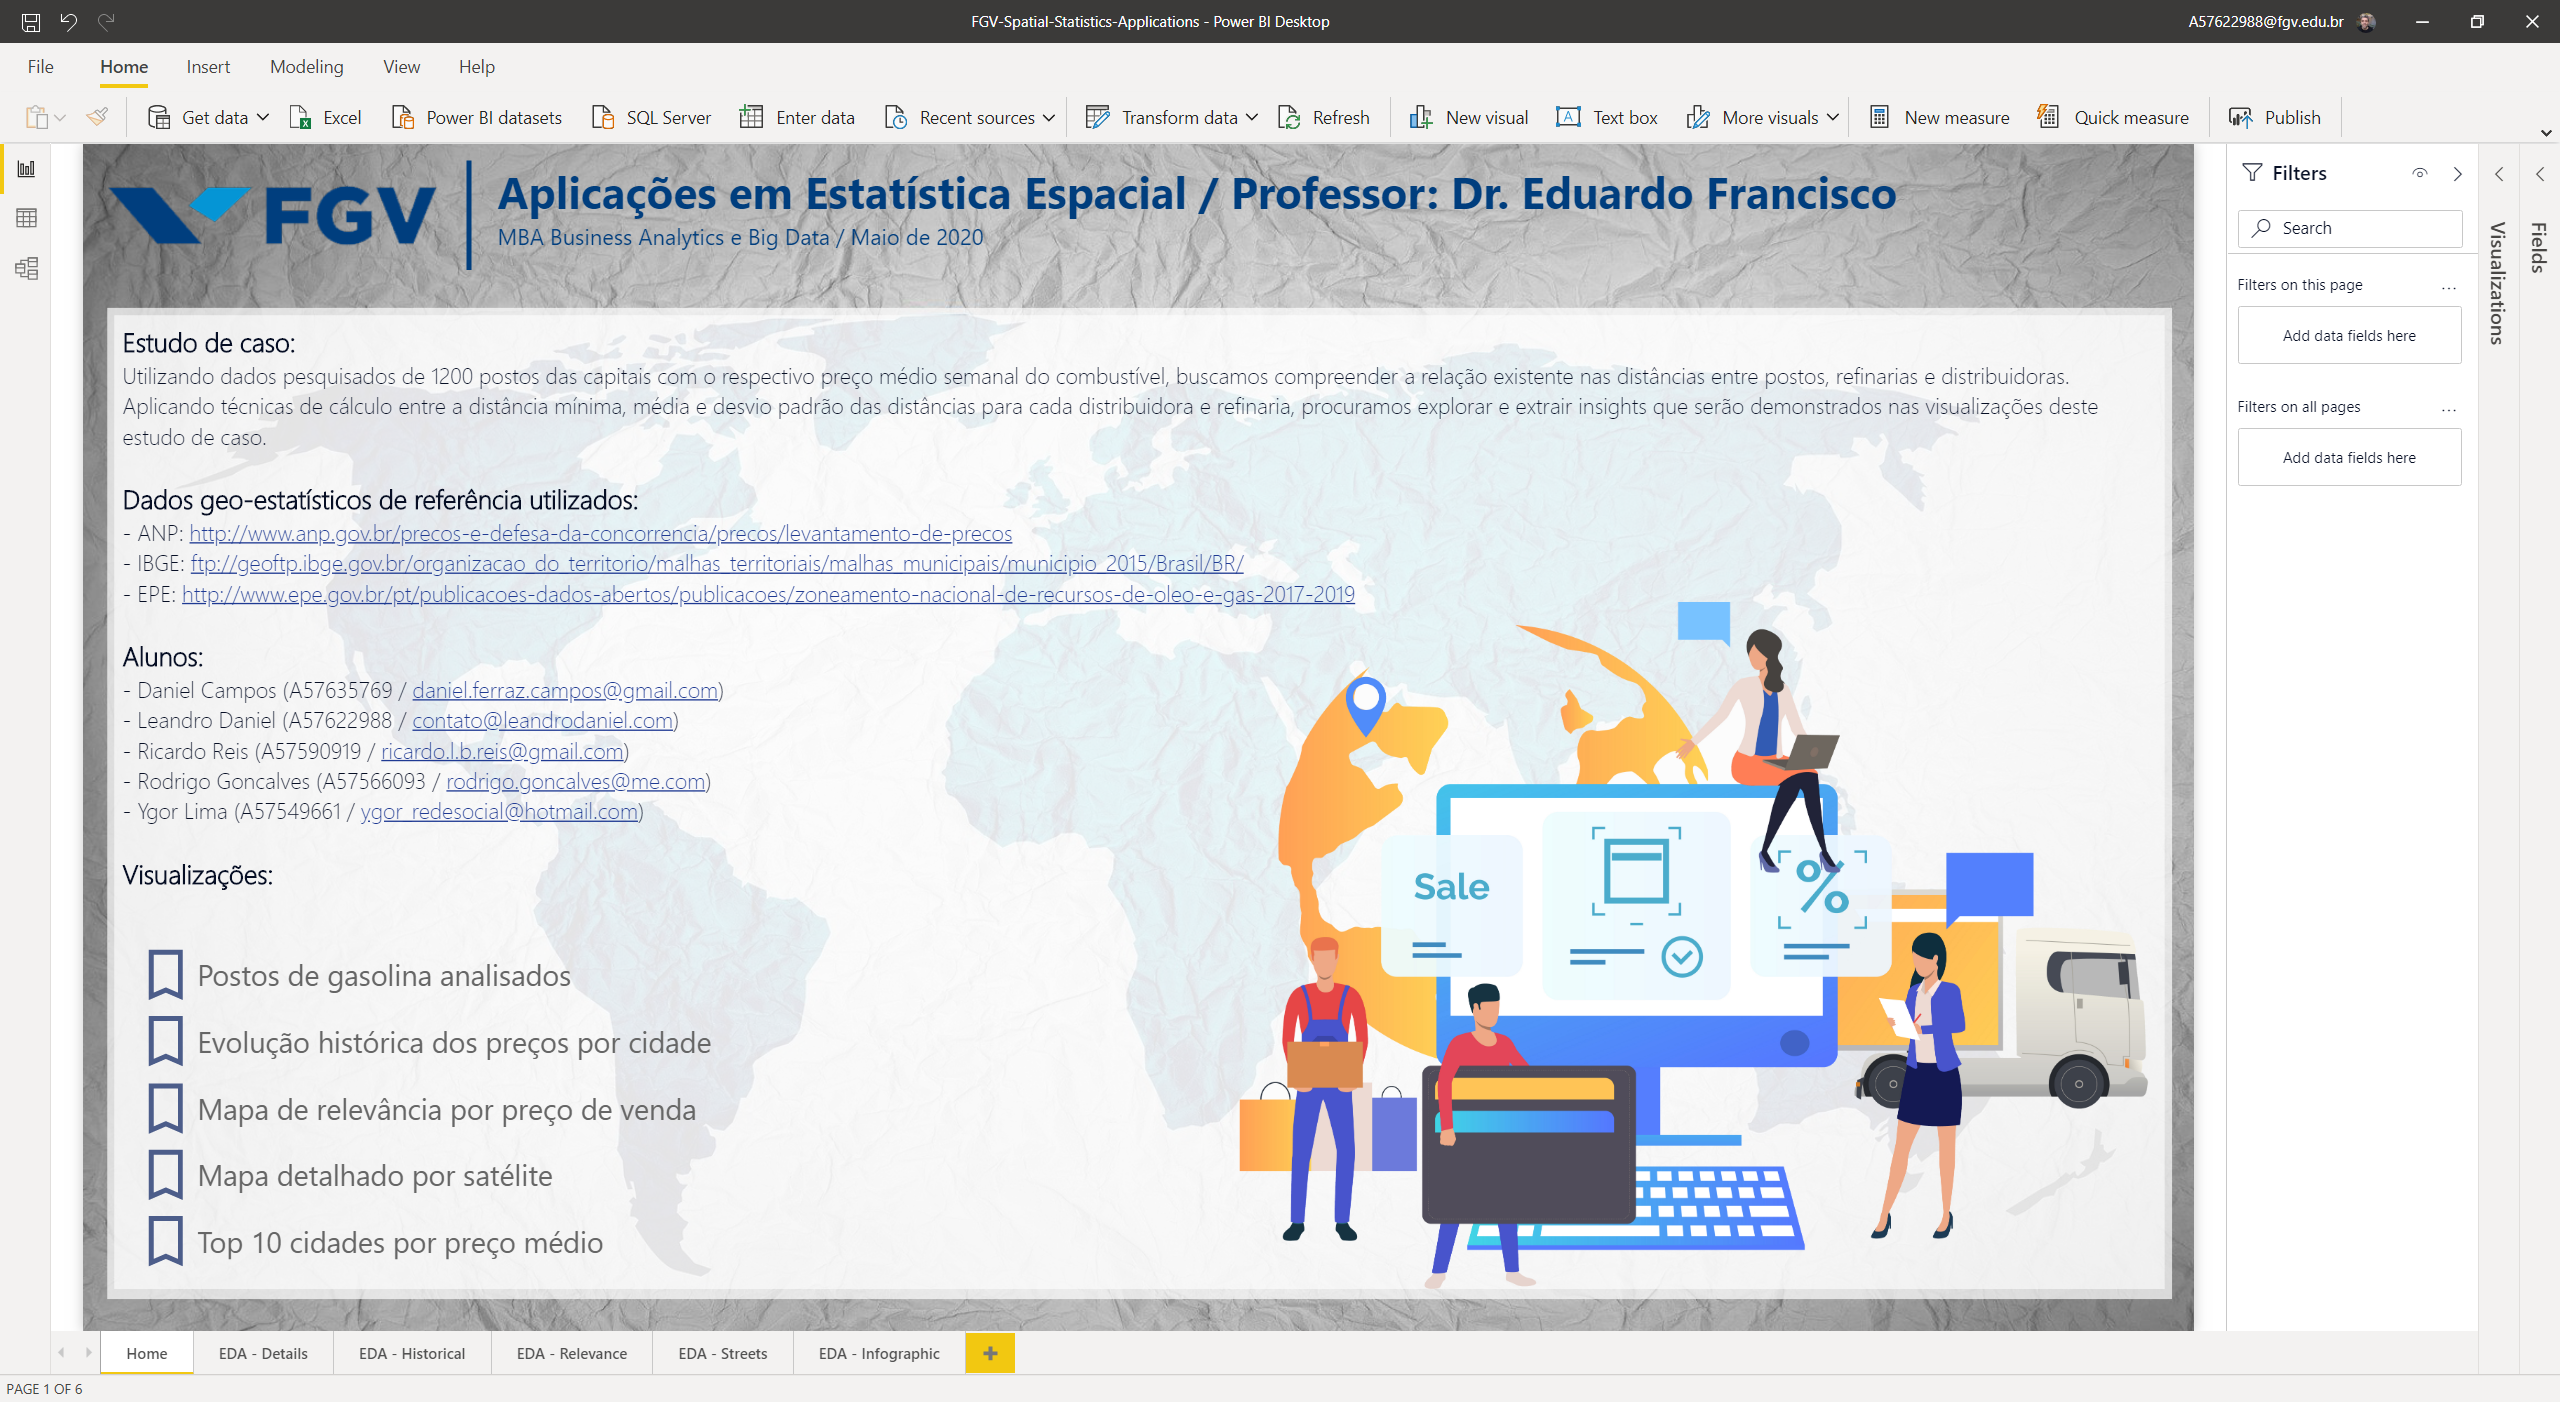 FGV-Spatial-Statistics-Applications - Power BI Desktop
A57622988@fgv.edu.br
File Home Insert Modeling View Help
Get data Excel Power BI datasets SQL Server Enter data Recent sources Transform data Refresh New visual Text box More visuals New measure Quick measure Publish
FGV
Aplicações em Estatística Espacial / Professor: Dr. Eduardo Francisco
MBA Business Analytics e Big Data / Maio de 2020
Estudo de caso:
Utilizando dados pesquisados de 1200 postos das capitais com o respectivo preço médio semanal do combustível, buscamos compreender a relação existente nas distâncias entre postos, refinarias e distribuidoras.
Aplicando técnicas de cálculo entre a distância mínima, média e desvio padrão das distâncias para cada distribuidora e refinaria, procuramos explorar e extrair insights que serão demonstrados nas visualizações deste
estudo de caso.
Dados geo-estatísticos de referência utilizados:
- ANP: http://www.anp.gov.br/precos-e-defesa-da-concorrencia/precos/levantamento-de-precos
- IBGE: ftp://geoftp.ibge.gov.br/organizacao_do_territorio/malhas_territoriais/malhas_municipais/municipio_2015/Brasil/BR/
- EPE: http://www.epe.gov.br/pt/publicacoes-dados-abertos/publicacoes/zoneamento-nacional-de-recursos-de-oleo-e-gas-2017-2019
Alunos:
- Daniel Campos (A57635769 / daniel.ferraz.campos@gmail.com)
- Leandro Daniel (A57622988 / contato@leandrodaniel.com)
- Ricardo Reis (A57590919 / ricardo.l.b.reis@gmail.com)
- Rodrigo Goncalves (A57566093 / rodrigo.goncalves@me.com)
- Ygor Lima (A57549661 / ygor_redesocial@hotmail.com)
Visualizações:
Postos de gasolina analisados
Evolução histórica dos preços por cidade
Mapa de relevância por preço de venda
Mapa detalhado por satélite
Top 10 cidades por preço médio
Sale
%
Filters
Search
Filters on this page
...
Add data fields here
Filters on all pages
...
Add data fields here
Visualizations
Fields
Home EDA - Details EDA - Historical EDA - Relevance EDA - Streets EDA - Infographic
PAGE 1 OF 6